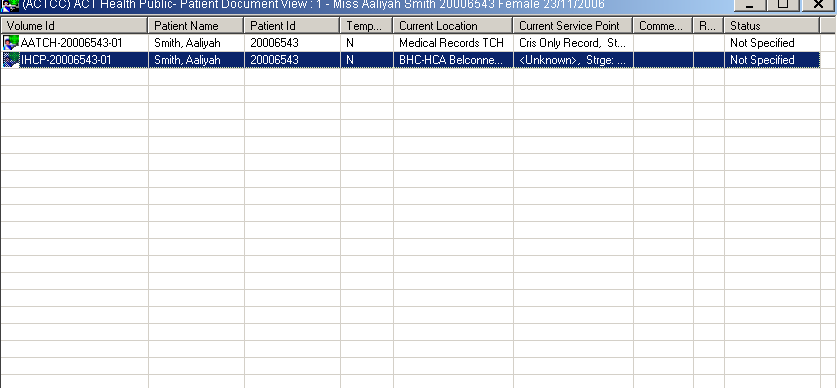 (ACTCC) ACT Health Public- Patient Document View : 1 - Miss Aaliyah Smith 20006543 Female 23/11/2006
Volume Id Patient Name Patient Id Temp... Current Location Current Service Point Comme... R... Status
AATCH-20006543-01 Smith, Aaliyah 20006543 N Medical Records TCH Cris Only Record, St... Not Specified
IHCP-20006543-01 Smith, Aaliyah 20006543 N BHC-HCA Belconne... <Unknown>, Strge: ... Not Specified